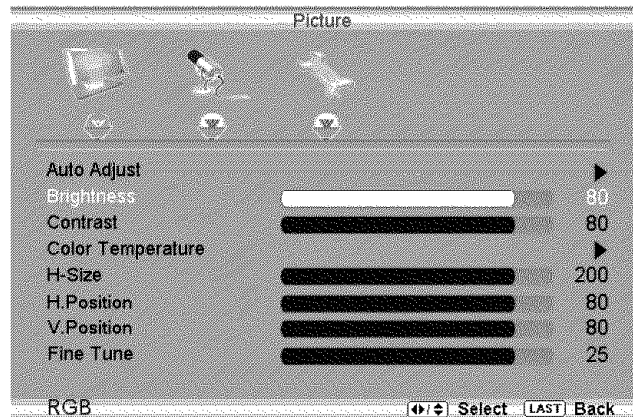 Picture
Auto Adjust
Brightness 80
Contrast 80
Color Temperature
H-Size 200
H.Position 80
V.Position 80
Fine Tune 25
RGB Select LAST Back